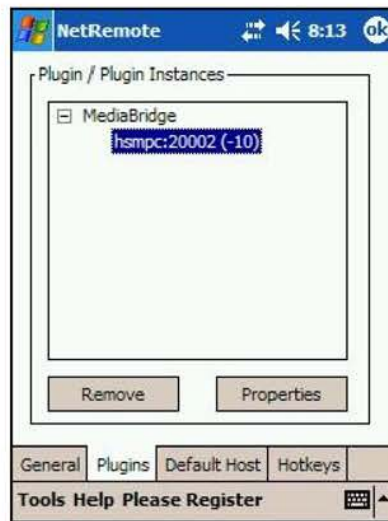 NetRemote 8:13 ok
Plugin / Plugin Instances
MediaBridge
hsmpc:20002 (-10)
Remove Properties
General Plugins Default Host Hotkeys
Tools Help Please Register